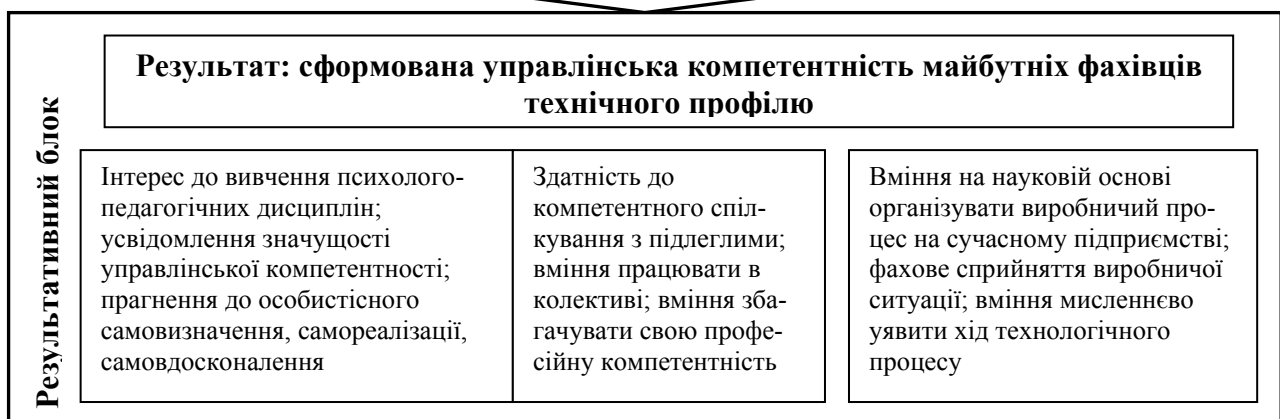 Результативний блок
Результат: сформована управлінська компетентність майбутніх фахівців
технічного профілю
Інтерес до вивчення психолого-
педагогічних дисциплін;
усвідомлення значущості
управлінської компетентності;
прагнення до особистісного
самовизначення, самореалізації,
самовдосконалення
Здатність до
компетентного спіл-
кування з підлеглими;
вміння працювати в
колективі; вміння зба-
гачувати свою профе-
сійну компетентність
Вміння на науковій основі
організувати виробничий про-
цес на сучасному підприємстві;
фахове сприйняття виробничої
ситуації; вміння мисленнєво
уявити хід технологічного
процесу